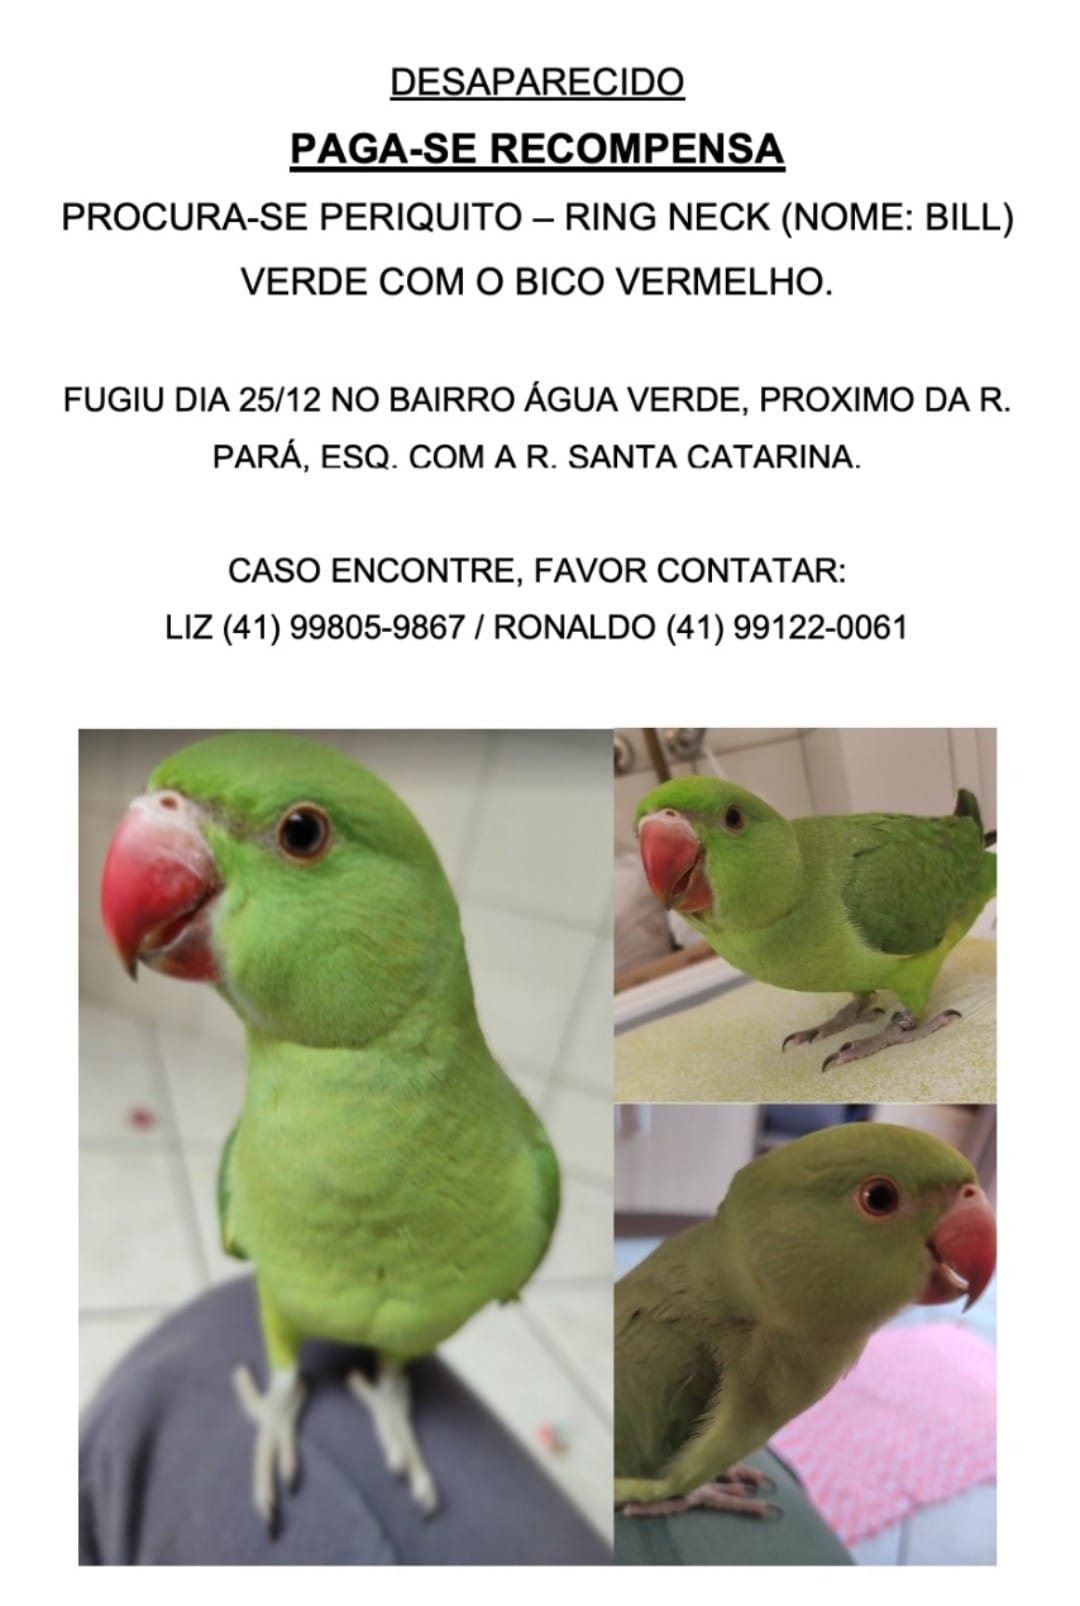 DESAPARECIDO
PAGA-SE RECOMPENSA
PROCURA-SE PERIQUITO – RING NECK (NOME: BILL)
VERDE COM O BICO VERMELHO.
FUGIU DIA 25/12 NO BAIRRO ÁGUA VERDE, PROXIMO DA R.
PARÁ, ESQ. COM A R. SANTA CATARINA.
CASO ENCONTRE, FAVOR CONTATAR:
LIZ (41) 99805-9867 / RONALDO (41) 99122-0061